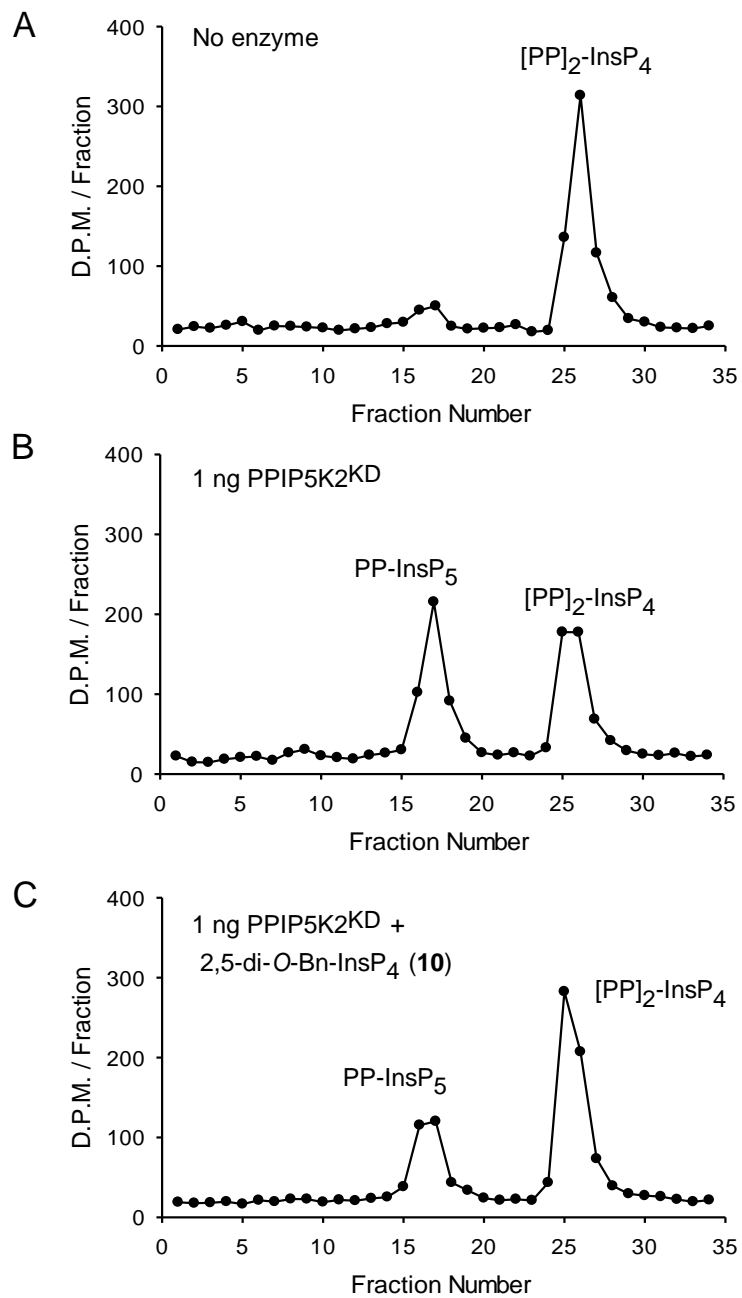 A
No enzyme
[PP]2-InsP4
400
300
200
100
0
D.P.M. / Fraction
0 5 10 15 20 25 30 35
Fraction Number
B
1 ng PPIP5K2KD
PP-InsP5
[PP]2-InsP4
400
300
200
100
0
D.P.M. / Fraction
0 5 10 15 20 25 30 35
Fraction Number
C
1 ng PPIP5K2KD +
2,5-di-O-Bn-InsP4 (10)
[PP]2-InsP4
PP-InsP5
400
300
200
100
0
D.P.M. / Fraction
0 5 10 15 20 25 30 35
Fraction Number